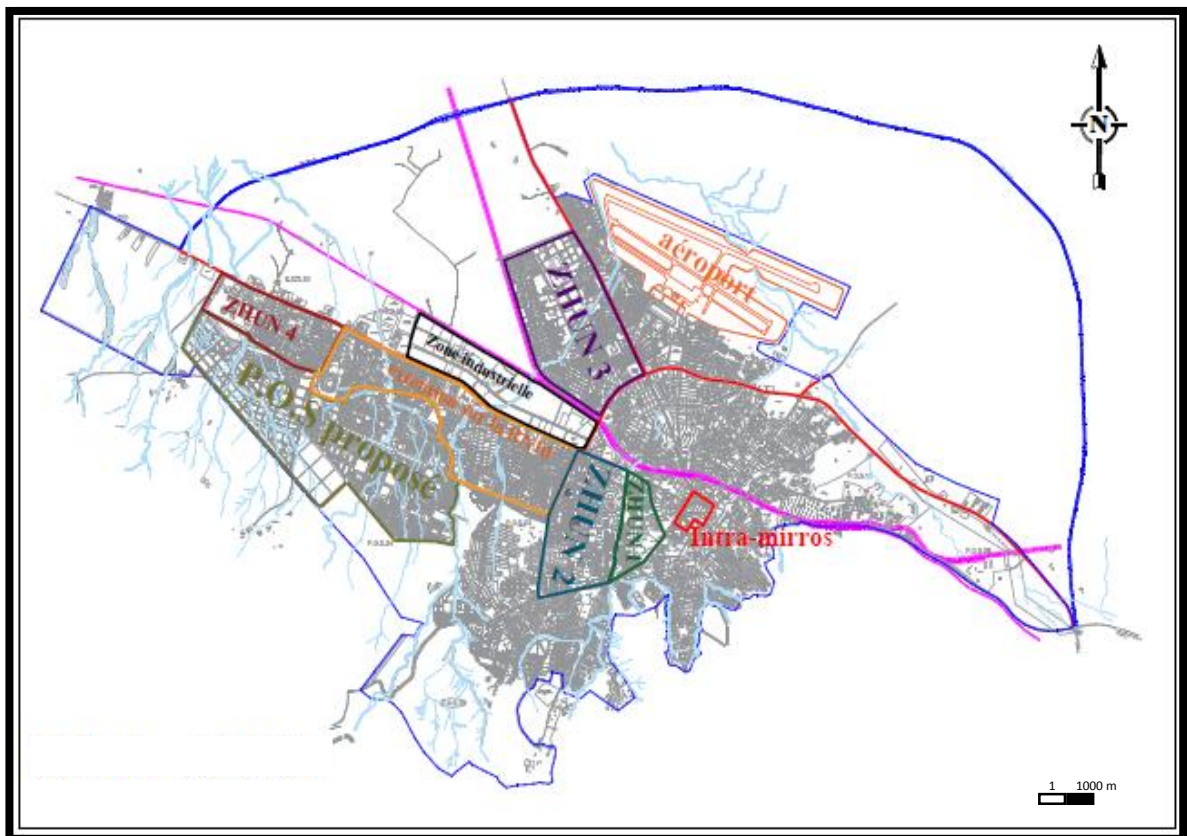 N
aéroport
ZHUN 3
ZHUN 4
Zone industrielle
P.O.S proposé
ZHUN 2
ZHUN 1
Intra-mirros
1 1000 m